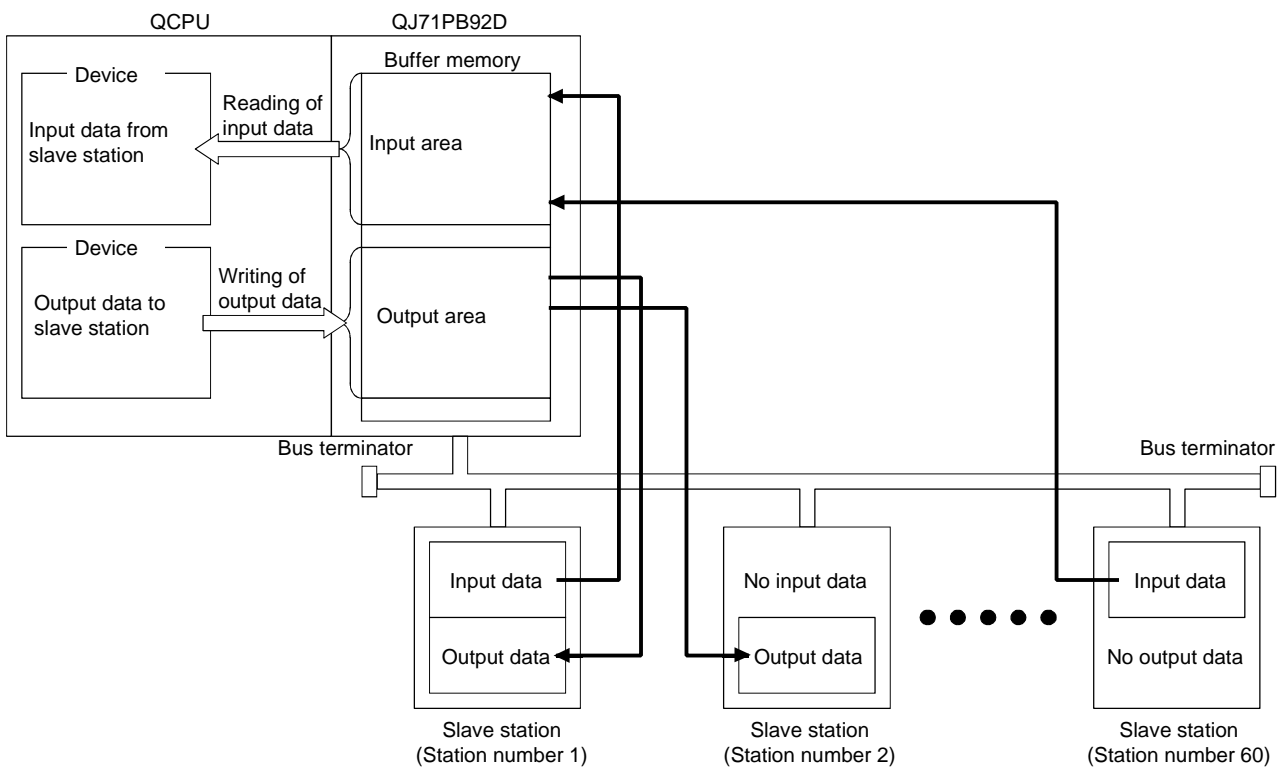 QCPU
QJ71PB92D
Buffer memory
Device
Input data from
slave station
Reading of
input data
Input area
Device
Output data to
slave station
Writing of
output data
Output area
Bus terminator
Bus terminator
Input data
Output data
No input data
Output data
Input data
No output data
Slave station
(Station number 1)
Slave station
(Station number 2)
Slave station
(Station number 60)